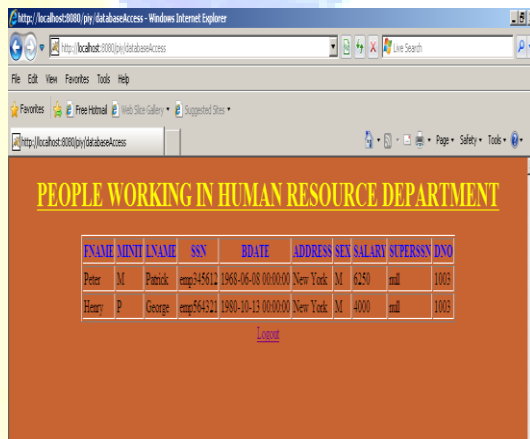 http://localhost:8080/piy/databaseAccess - Windows Internet Explorer
http://localhost:8080/piy/databaseAccess
Live Search
File Edit View Favorites Tools Help
Favorites Free Hotmail Web Slice Gallery Suggested Sites
http://localhost:8080/piy/databaseAccess
Page Safety Tools
PEOPLE WORKING IN HUMAN RESOURCE DEPARTMENT
FNAME MINIT LNAME SSN BDATE ADDRESS SEX SALARY SUPERSSN DNO
Peter M Patrick emp345612 1968-06-08 00:00:00 New York M 6250 null 1003
Henry P George emp564321 1980-10-13 00:00:00 New York M 4000 null 1003
Logout